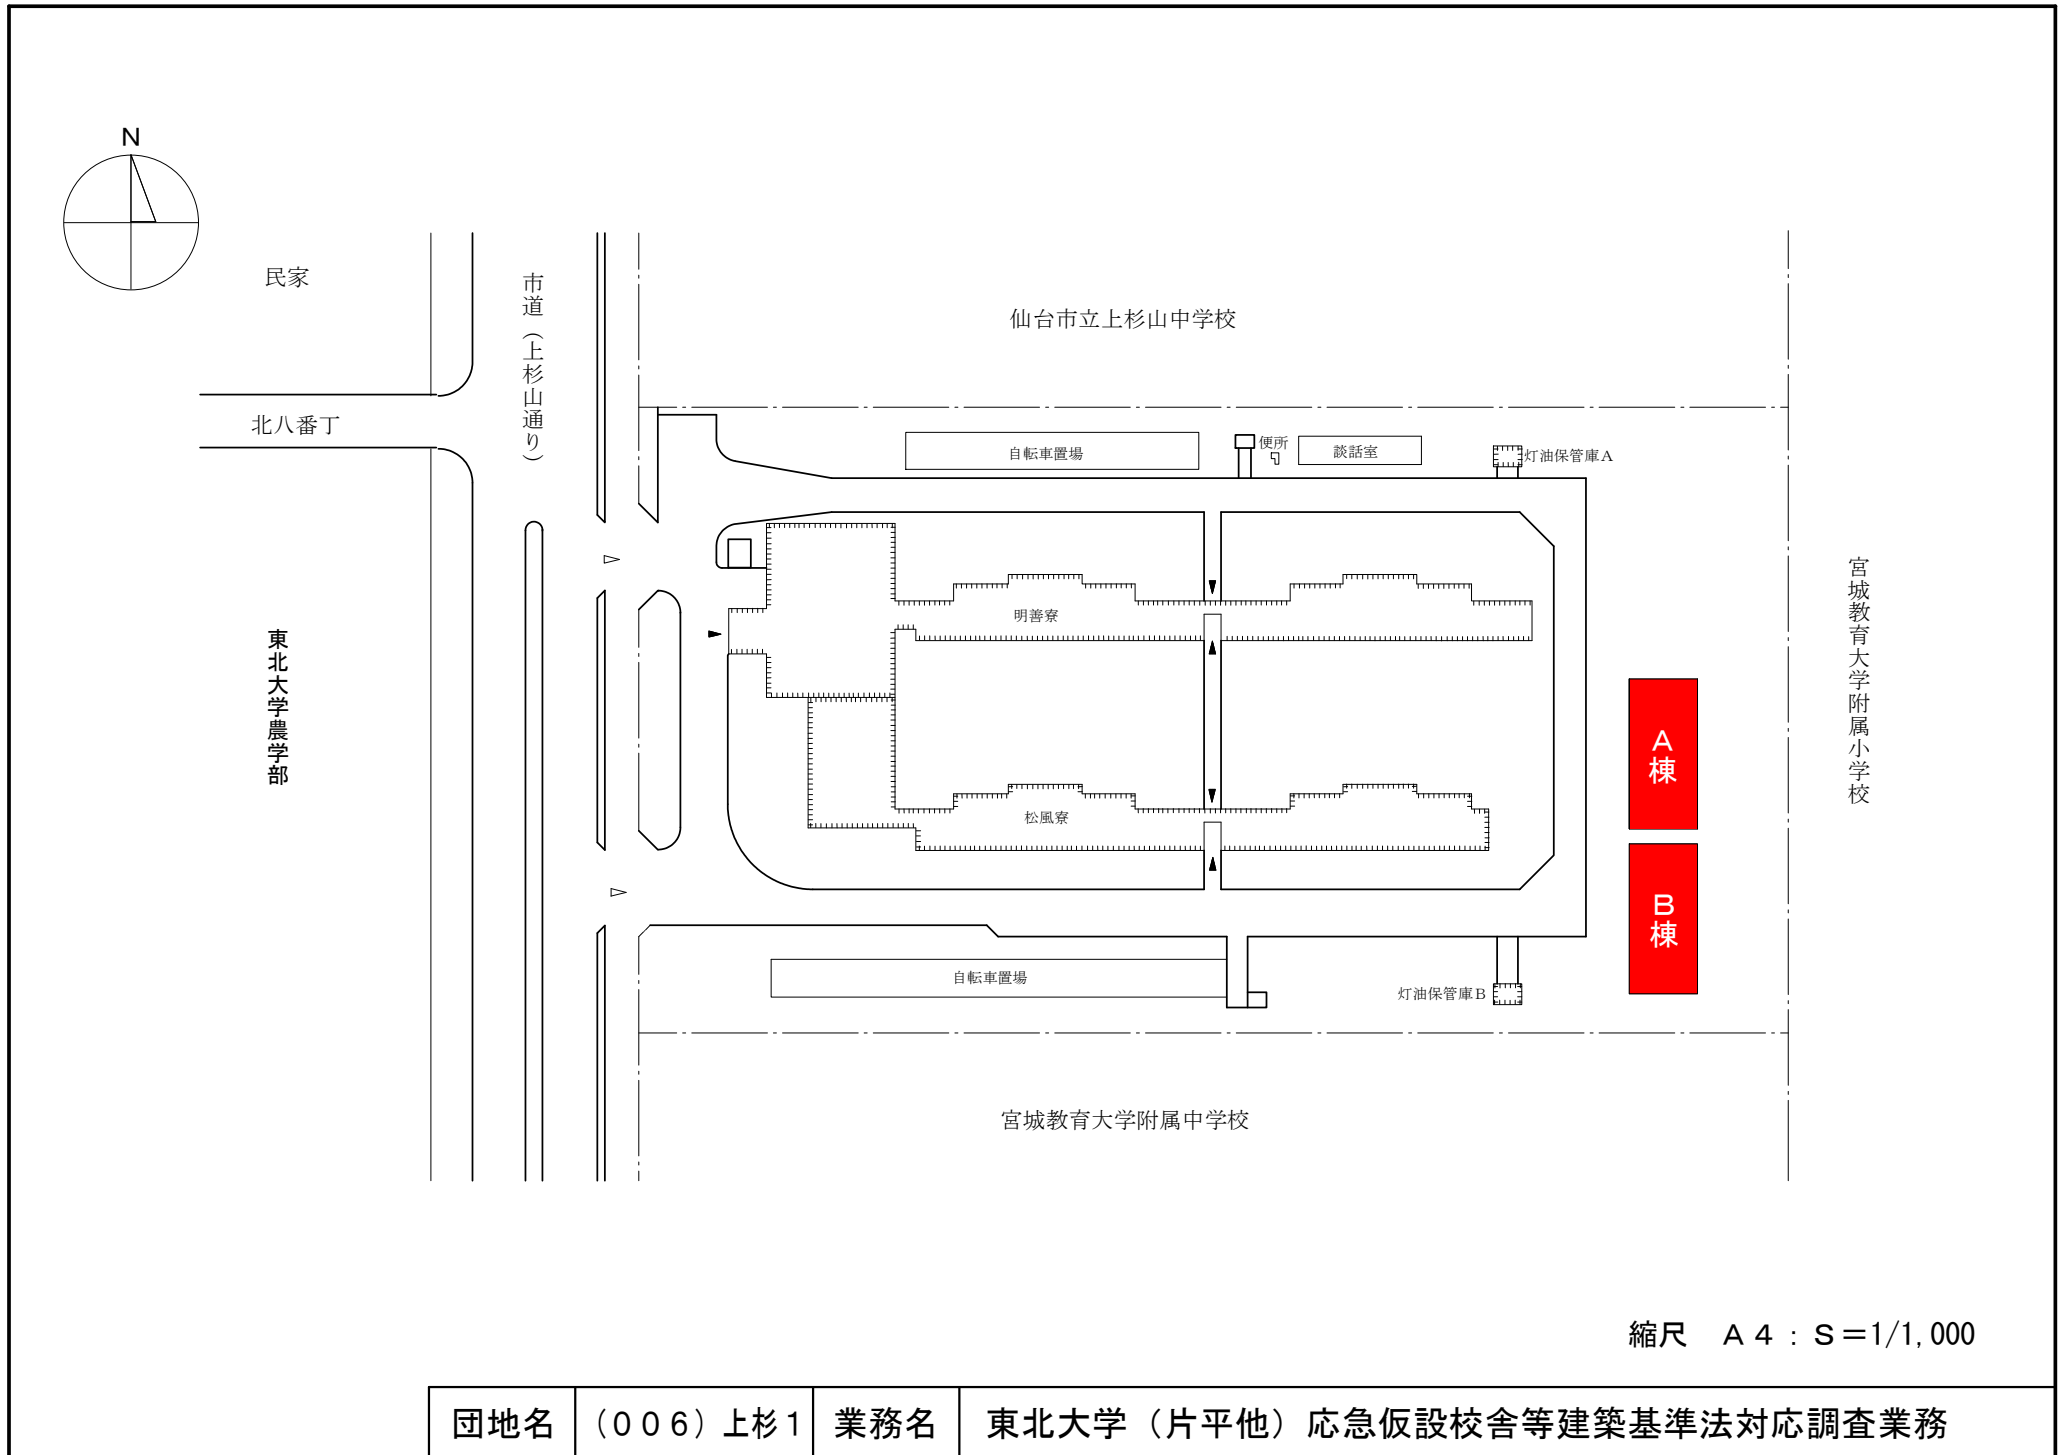 N
民家
市道（上杉山通り）
仙台市立上杉山中学校
北八番丁
自転車置場
便所
談話室
灯油保管庫Ａ
宮城教育大学附属小学校
明善寮
東北大学農学部
Ａ棟
松風寮
Ｂ棟
自転車置場
灯油保管庫Ｂ
宮城教育大学附属中学校
縮尺　Ａ４：Ｓ＝1/1,000
団地名　（００６）上杉１　業務名　東北大学（片平他）応急仮設校舎等建築基準法対応調査業務